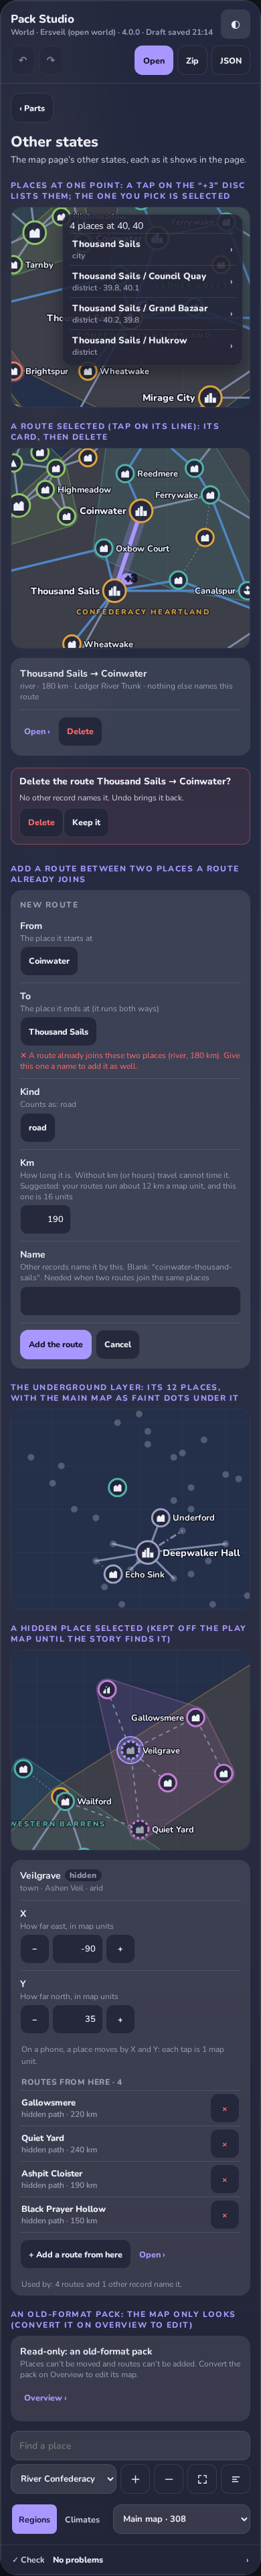 Pack Studio
World · Ersveil (open world) · 4.0.0 · Draft saved 21:14
Open
Zip
JSON
‹ Parts
Other states
The map page's other states, each as it shows in the page.
PLACES AT ONE POINT: A TAP ON THE "+3" DISC
LISTS THEM; THE ONE YOU PICK IS SELECTED
4 places at 40, 40
Ferrywake
Thousand Sails
city
Tarnby
Thousand Sails / Council Quay
district · 39.8, 40.1
Thousand Sails / Grand Bazaar
district · 40.2, 39.8
Thousand Sails / Hulkrow
district
Brightspur
Wheatwake
Mirage City
A ROUTE SELECTED (TAP ON ITS LINE): ITS
CARD, THEN DELETE
Reedmere
Highmeadow
Ferrywake
Coinwater
Oxbow Court
Thousand Sails
Canalspur
CONFEDERACY HEARTLAND
Wheatwake
Thousand Sails → Coinwater
river · 180 km · Ledger River Trunk · nothing else names this
route
Open ›
Delete
Delete the route Thousand Sails → Coinwater?
No other record names it. Undo brings it back.
Delete
Keep it
ADD A ROUTE BETWEEN TWO PLACES A ROUTE
ALREADY JOINS
NEW ROUTE
From
The place it starts at
Coinwater
To
The place it ends at (it runs both ways)
Thousand Sails
✕ A route already joins these two places (river, 180 km). Give
this one a name to add it as well.
Kind
Counts as: road
road
Km
How long it is. Without km (or hours) travel cannot time it.
Suggested: your routes run about 12 km a map unit, and this
one is 16 units
190
Name
Other records name it by this. Blank: "coinwater–thousand-
sails". Needed when two routes join the same places
Add the route
Cancel
THE UNDERGROUND LAYER: ITS 12 PLACES,
WITH THE MAIN MAP AS FAINT DOTS UNDER IT
Underford
Deepwalker Hall
Echo Sink
A HIDDEN PLACE SELECTED (KEPT OFF THE PLAY
MAP UNTIL THE STORY FINDS IT)
Gallowsmere
Veilgrave
Wailford
WESTERN BARRENS
Quiet Yard
Veilgrave hidden
town · Ashen Veil · arid
X
How far east, in map units
− -90 +
Y
How far north, in map units
− 35 +
On a phone, a place moves by X and Y: each tap is 1 map
unit.
ROUTES FROM HERE · 4
Gallowsmere
hidden path · 220 km
Quiet Yard
hidden path · 240 km
Ashpit Cloister
hidden path · 190 km
Black Prayer Hollow
hidden path · 150 km
+ Add a route from here
Open ›
Used by: 4 routes and 1 other record name it.
AN OLD-FORMAT PACK: THE MAP ONLY LOOKS
(CONVERT IT ON OVERVIEW TO EDIT)
Read-only: an old-format pack
Places can't be moved and routes can't be added. Convert the
pack on Overview to edit its map.
Overview ›
Find a place
River Confederacy
Regions
Climates
Main map · 308
✓ Check No problems ›